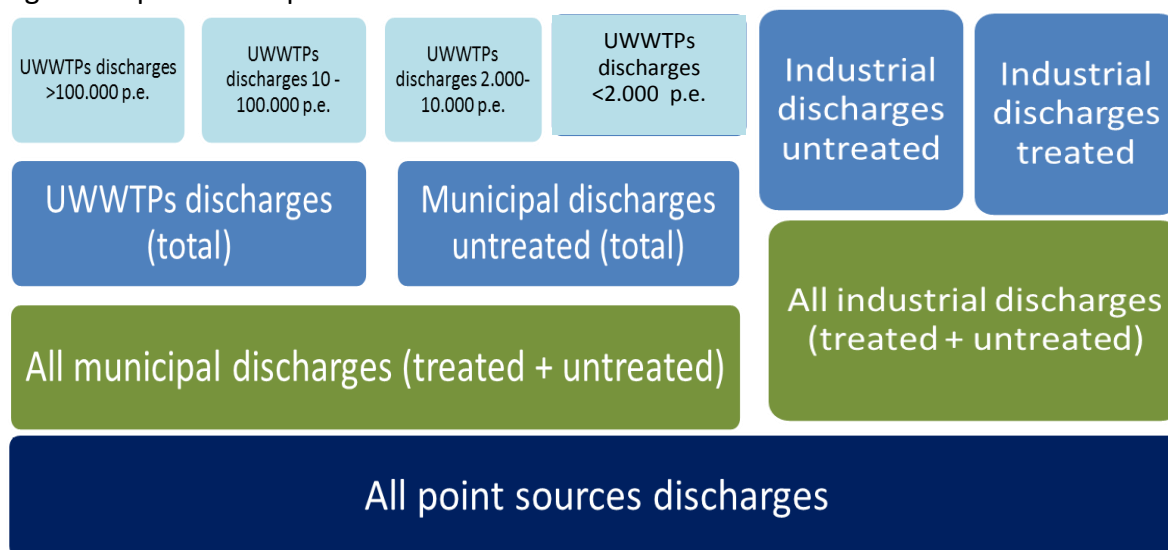 UWWTPs discharges
>100.000 p.e.
UWWTPs
discharges 10 -
100.000 p.e.
UWWTPs
discharges 2.000-
10.000 p.e.
UWWTPs
discharges
<2.000 p.e.
Industrial
discharges
untreated
Industrial
discharges
treated
UWWTPs discharges
(total)
Municipal discharges
untreated (total)
All industrial discharges
(treated + untreated)
All municipal discharges (treated + untreated)
All point sources discharges